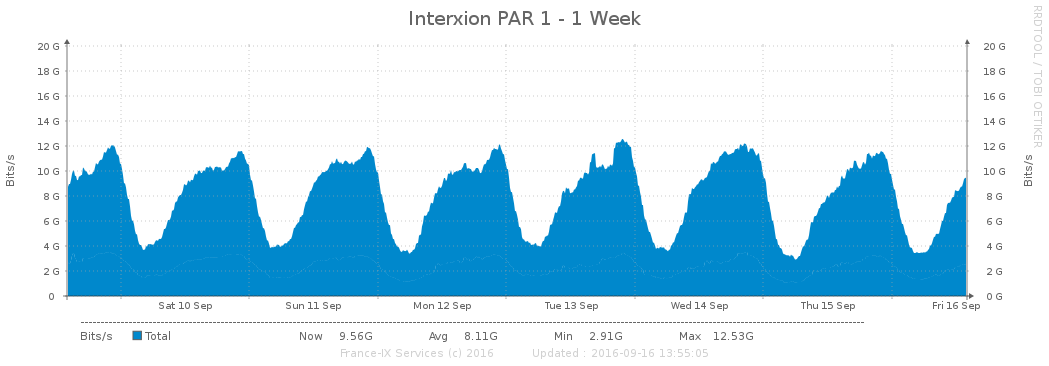 Interxion PAR 1 - 1 Week
RRDTOOL / TOBI OETIKER
Bits/s
20 G 20 G
18 G 18 G
16 G 16 G
14 G 14 G
12 G 12 G
10 G 10 G
8 G 8 G
6 G 6 G
4 G 4 G
2 G 2 G
0 0 G
Bits/s
Sat 10 Sep Sun 11 Sep Mon 12 Sep Tue 13 Sep Wed 14 Sep Thu 15 Sep Fri 16 Sep
Bits/s Total Now 9.56G Avg 8.11G Min 2.91G Max 12.53G
France-IX Services (c) 2016 Updated : 2016-09-16 13:55:05